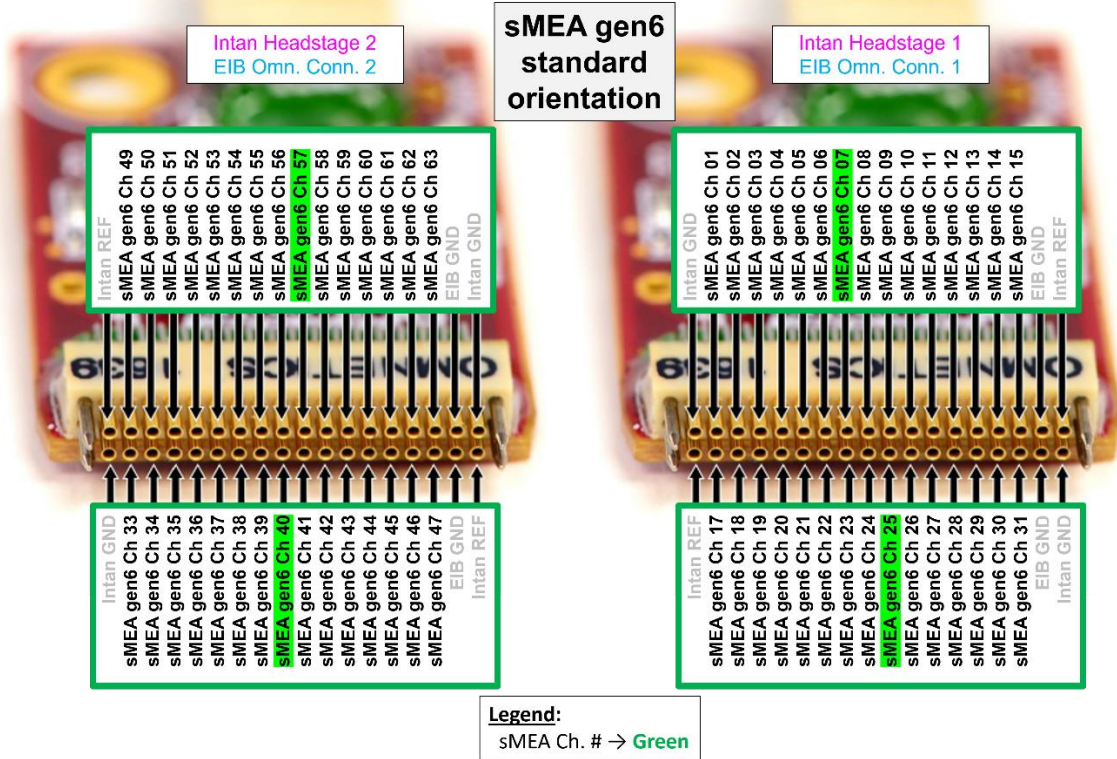 sMEA gen6
standard
orientation
Intan Headstage 2
EIB Omn. Conn. 2
Intan REF
sMEA gen6 Ch 49
sMEA gen6 Ch 50
sMEA gen6 Ch 51
sMEA gen6 Ch 52
sMEA gen6 Ch 53
sMEA gen6 Ch 54
sMEA gen6 Ch 55
sMEA gen6 Ch 56
sMEA gen6 Ch 57
sMEA gen6 Ch 58
sMEA gen6 Ch 59
sMEA gen6 Ch 60
sMEA gen6 Ch 61
sMEA gen6 Ch 62
sMEA gen6 Ch 63
EIB GND
Intan GND
OMNETICS 1639
Intan GND
sMEA gen6 Ch 33
sMEA gen6 Ch 34
sMEA gen6 Ch 35
sMEA gen6 Ch 36
sMEA gen6 Ch 37
sMEA gen6 Ch 38
sMEA gen6 Ch 39
sMEA gen6 Ch 40
sMEA gen6 Ch 41
sMEA gen6 Ch 42
sMEA gen6 Ch 43
sMEA gen6 Ch 44
sMEA gen6 Ch 45
sMEA gen6 Ch 46
sMEA gen6 Ch 47
EIB GND
Intan REF
Intan Headstage 1
EIB Omn. Conn. 1
Intan GND
sMEA gen6 Ch 01
sMEA gen6 Ch 02
sMEA gen6 Ch 03
sMEA gen6 Ch 04
sMEA gen6 Ch 05
sMEA gen6 Ch 06
sMEA gen6 Ch 07
sMEA gen6 Ch 08
sMEA gen6 Ch 09
sMEA gen6 Ch 10
sMEA gen6 Ch 11
sMEA gen6 Ch 12
sMEA gen6 Ch 13
sMEA gen6 Ch 14
sMEA gen6 Ch 15
EIB GND
Intan REF
OMNETICS 1639
Intan REF
sMEA gen6 Ch 17
sMEA gen6 Ch 18
sMEA gen6 Ch 19
sMEA gen6 Ch 20
sMEA gen6 Ch 21
sMEA gen6 Ch 22
sMEA gen6 Ch 23
sMEA gen6 Ch 24
sMEA gen6 Ch 25
sMEA gen6 Ch 26
sMEA gen6 Ch 27
sMEA gen6 Ch 28
sMEA gen6 Ch 29
sMEA gen6 Ch 30
sMEA gen6 Ch 31
EIB GND
Intan GND
Legend:
sMEA Ch. # → Green